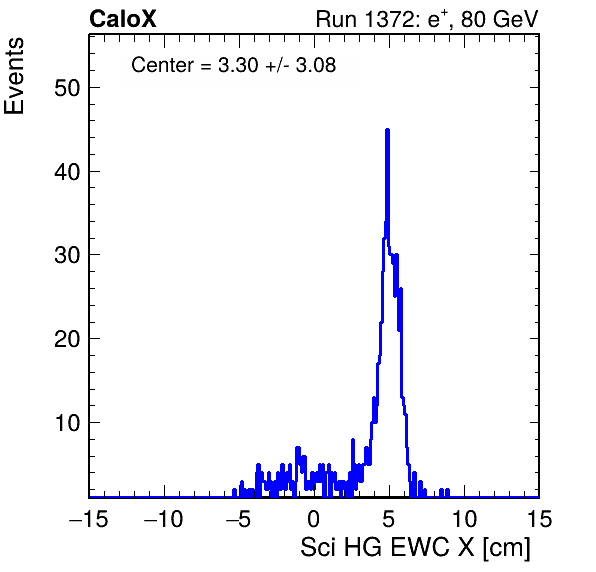 CaloX Run 1372: e⁺, 80 GeV
Center = 3.30 +/- 3.08
Events
50
40
30
20
10
−15 −10 −5 0 5 10 15
Sci HG EWC X [cm]